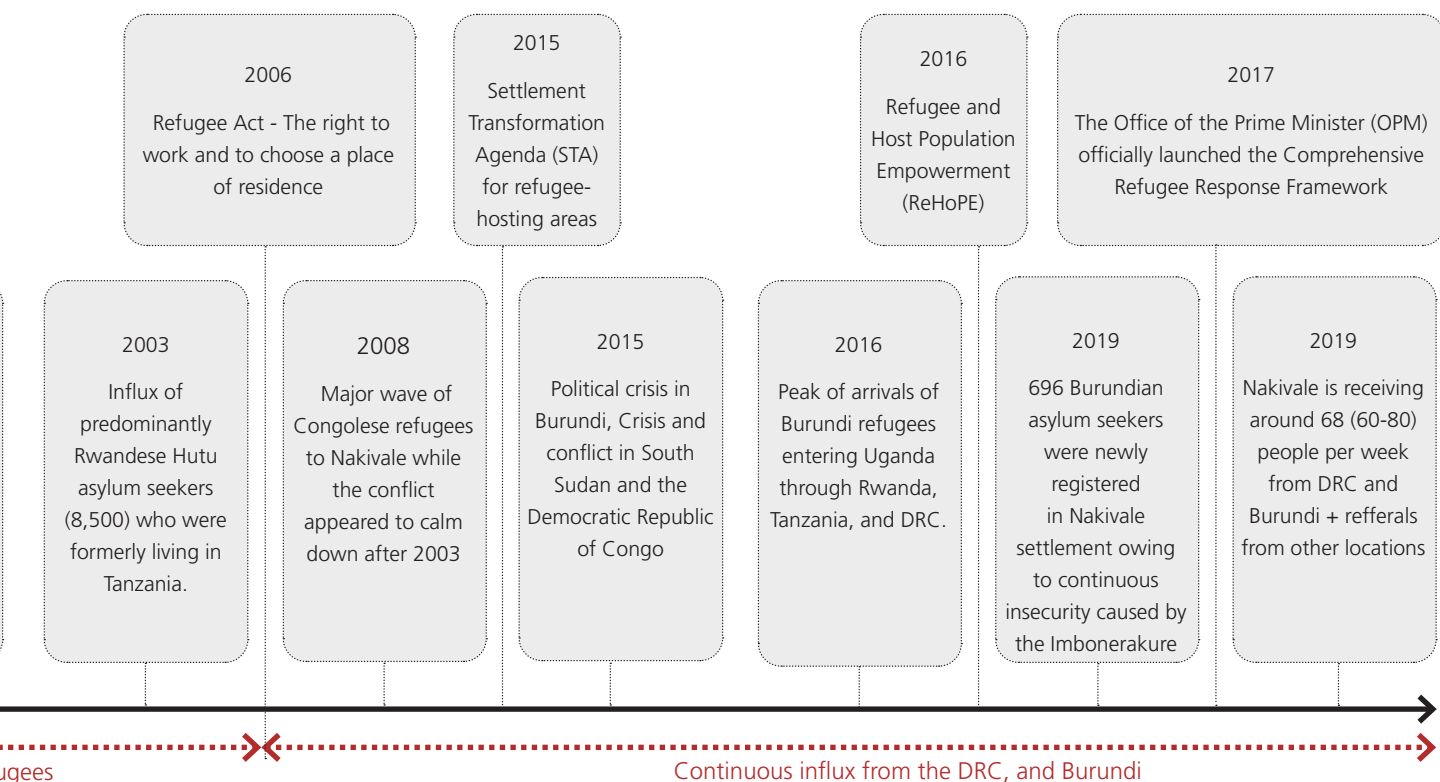 2006
Refugee Act - The right to
work and to choose a place
of residence
2015
Settlement
Transformation
Agenda (STA)
for refugee-
hosting areas
2016
Refugee and
Host Population
Empowerment
(ReHoPE)
2017
The Office of the Prime Minister (OPM)
officially launched the Comprehensive
Refugee Response Framework
2003
Influx of
predominantly
Rwandese Hutu
asylum seekers
(8,500) who were
formerly living in
Tanzania.
2008
Major wave of
Congolese refugees
to Nakivale while
the conflict
appeared to calm
down after 2003
2015
Political crisis in
Burundi, Crisis and
conflict in South
Sudan and the
Democratic Republic
of Congo
2016
Peak of arrivals of
Burundi refugees
entering Uganda
through Rwanda,
Tanzania, and DRC.
2019
696 Burundian
asylum seekers
were newly
registered
in Nakivale
settlement owing
to continuous
insecurity caused by
the Imbonerakure
2019
Nakivale is receiving
around 68 (60-80)
people per week
from DRC and
Burundi + refferals
from other locations
Continuous influx from the DRC, and Burundi